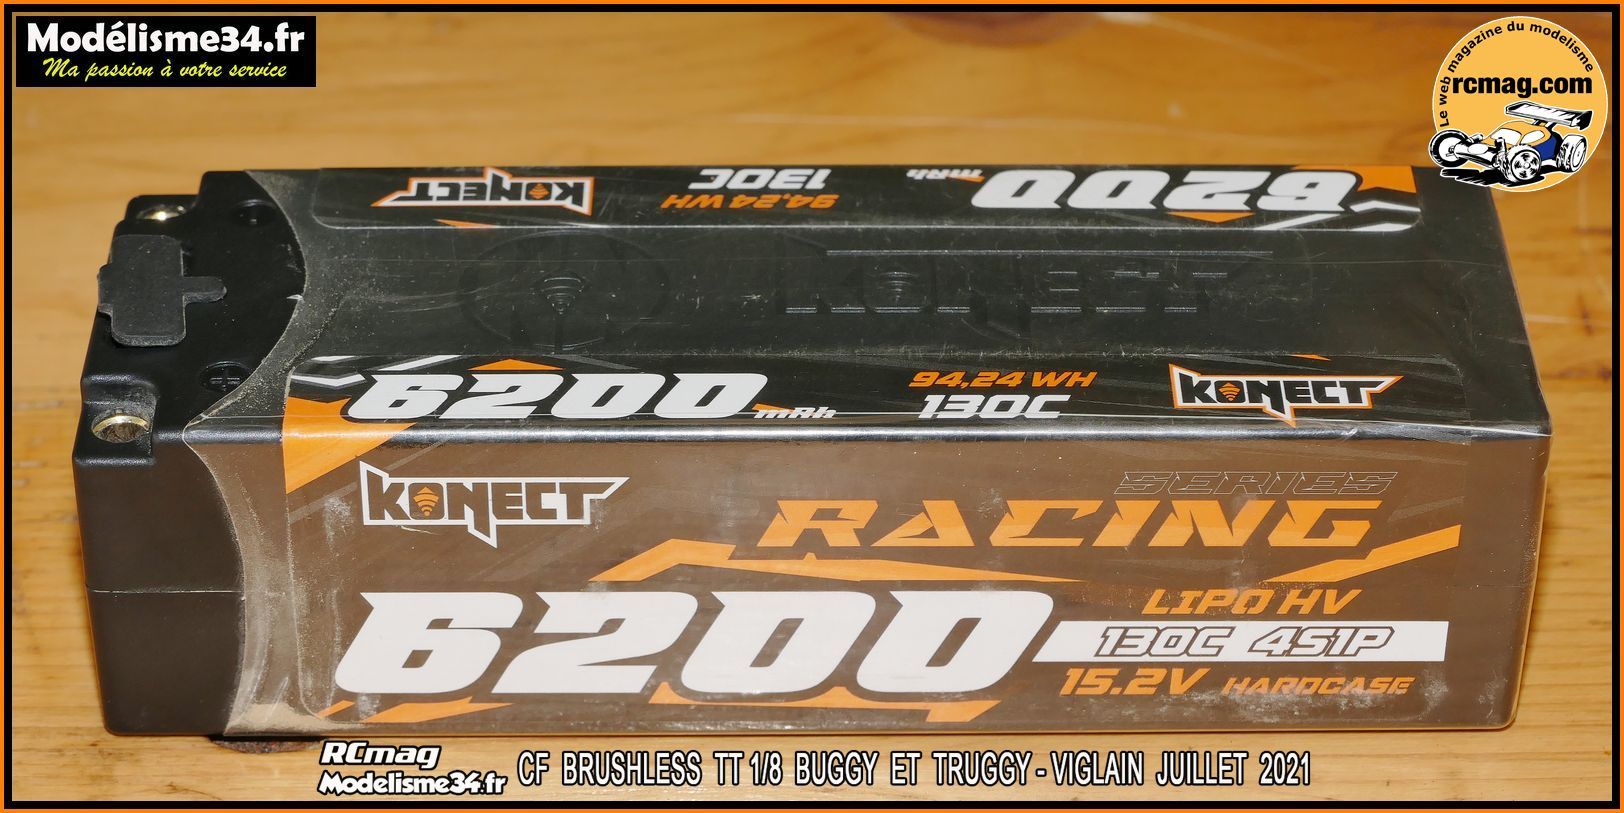 Modélisme34.fr
Ma passion à votre service
Le web magazine du modelisme
rcmag.com
6200 mAh
94,24 WH
130C
KONECT
KONECT
6200 mAh
94,24 WH
130C
KONECT
KONECT
SERIES
RACING
6200
LIPO HV
130C 4S1P
15.2V HARDCASE
RCmag
Modelisme34.fr
CF BRUSHLESS TT 1/8 BUGGY ET TRUGGY - VIGLAIN JUILLET 2021